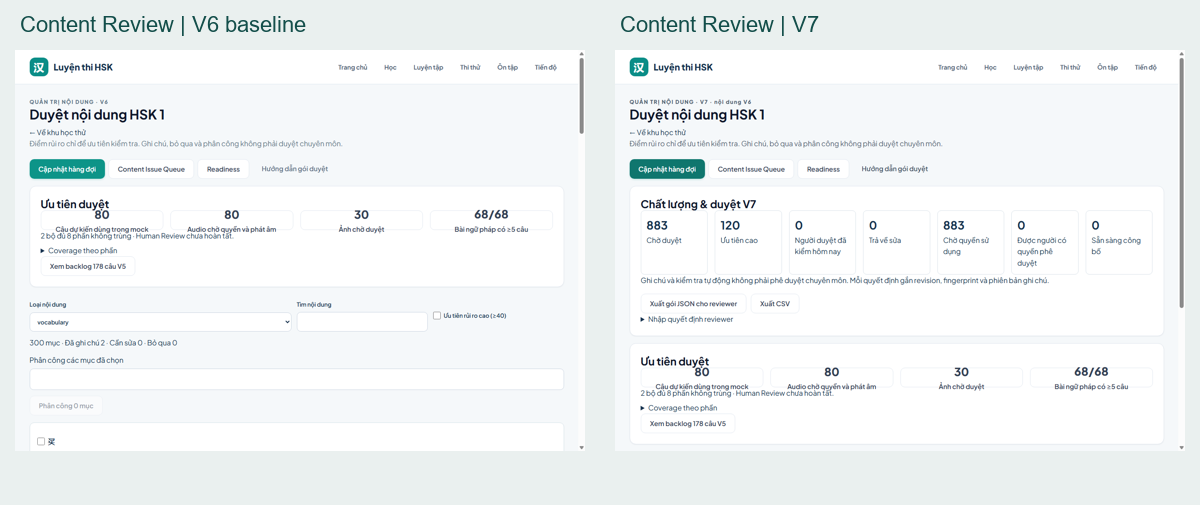 Content Review | V6 baseline
汉 Luyện thi HSK
Trang chủ Học Luyện tập Thi thử Ôn tập Tiến độ
QUẢN TRỊ NỘI DUNG · V6
Duyệt nội dung HSK 1
← Về khu học thử
Điểm rủi ro chỉ để ưu tiên kiểm tra. Ghi chú, bỏ qua và phân công không phải duyệt chuyên môn.
Cập nhật hàng đợi Content Issue Queue Readiness Hướng dẫn gói duyệt
Ưu tiên duyệt
80 80 30 68/68
Câu dự kiến dùng trong mock Audio chờ quyền và phát âm Ảnh chờ duyệt Bài ngữ pháp có ≥5 câu
2 bộ đủ 8 phần không trùng · Human Review chưa hoàn tất.
Coverage theo phần
Xem backlog 178 câu V5
Loại nội dung Tìm nội dung
vocabulary Ưu tiên rủi ro cao (≥40)
300 mục · Đã ghi chú 2 · Cần sửa 0 · Bỏ qua 0
Phân công các mục đã chọn
Phân công 0 mục
买
Content Review | V7
汉 Luyện thi HSK
Trang chủ Học Luyện tập Thi thử Ôn tập Tiến độ
QUẢN TRỊ NỘI DUNG · V7 · nội dung V6
Duyệt nội dung HSK 1
← Về khu học thử
Điểm rủi ro chỉ để ưu tiên kiểm tra. Ghi chú, bỏ qua và phân công không phải duyệt chuyên môn.
Cập nhật hàng đợi Content Issue Queue Readiness Hướng dẫn gói duyệt
Chất lượng & duyệt V7
883 120 0 0 883 0 0
Chờ duyệt Ưu tiên cao Người duyệt đã Trả về sửa Chờ quyền sử Được người có Sẵn sàng công
kiểm hôm nay dụng quyền phê bố
duyệt
Ghi chú và kiểm tra tự động không phải phê duyệt chuyên môn. Mỗi quyết định gắn revision, fingerprint và phiên bản ghi chú.
Xuất gói JSON cho reviewer Xuất CSV
Nhập quyết định reviewer
Ưu tiên duyệt
80 80 30 68/68
Câu dự kiến dùng trong mock Audio chờ quyền và phát âm Ảnh chờ duyệt Bài ngữ pháp có ≥5 câu
2 bộ đủ 8 phần không trùng · Human Review chưa hoàn tất.
Coverage theo phần
Xem backlog 178 câu V5